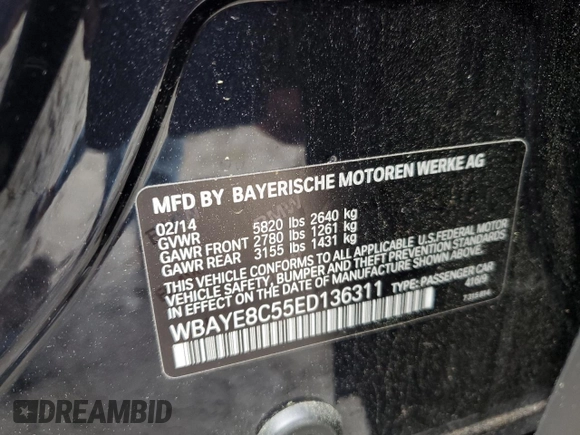 MFD BY BAYERISCHE MOTOREN WERKE AG
02/14
GVWR 5820 lbs 2640 kg
GAWR FRONT 2780 lbs 1261 kg
GAWR REAR 3155 lbs 1431 kg
THIS VEHICLE CONFORMS TO ALL APPLICABLE U.S. FEDERAL MOTOR
VEHICLE SAFETY, BUMPER AND THEFT PREVENTION STANDARDS
IN EFFECT ON THE DATE OF MANUFACTURE SHOWN ABOVE.
WBAYE8C55ED136311 TYPE: PASSENGER CAR
DREAMBID